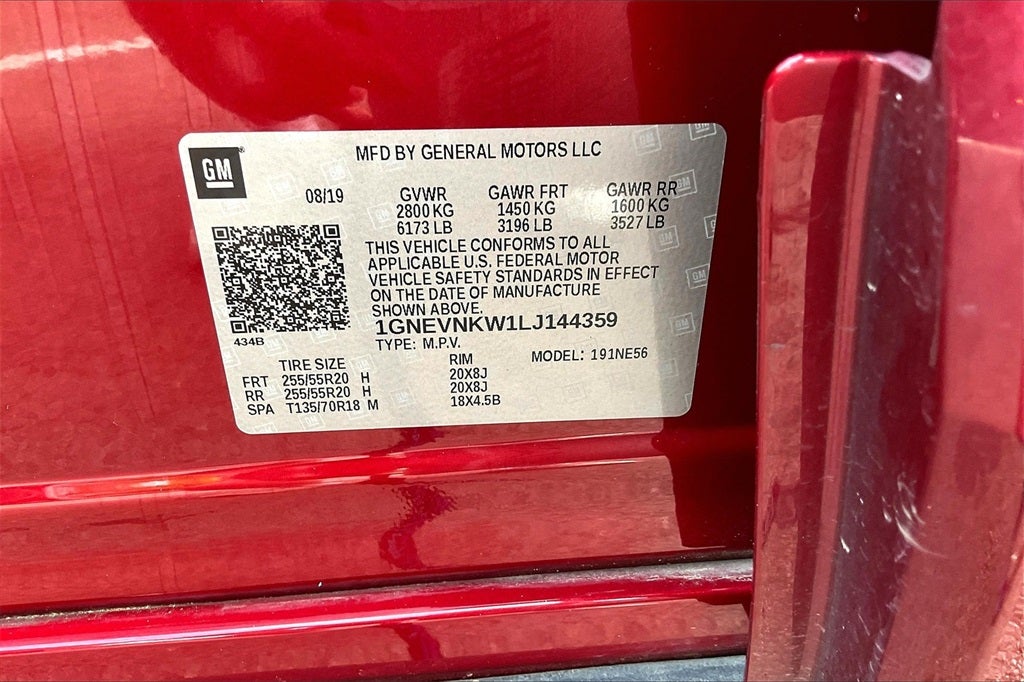 GM
MFD BY GENERAL MOTORS LLC
08/19 GVWR GAWR FRT GAWR RR
2800 KG 1450 KG 1600 KG
6173 LB 3196 LB 3527 LB
THIS VEHICLE CONFORMS TO ALL
APPLICABLE U.S. FEDERAL MOTOR
VEHICLE SAFETY STANDARDS IN EFFECT
ON THE DATE OF MANUFACTURE
SHOWN ABOVE.
1GNEVNKW1LJ144359
434B
TYPE: M.P.V. MODEL: 191NE56
TIRE SIZE RIM
FRT 255/55R20 H 20X8J
RR 255/55R20 H 20X8J
SPA T135/70R18 M 18X4.5B